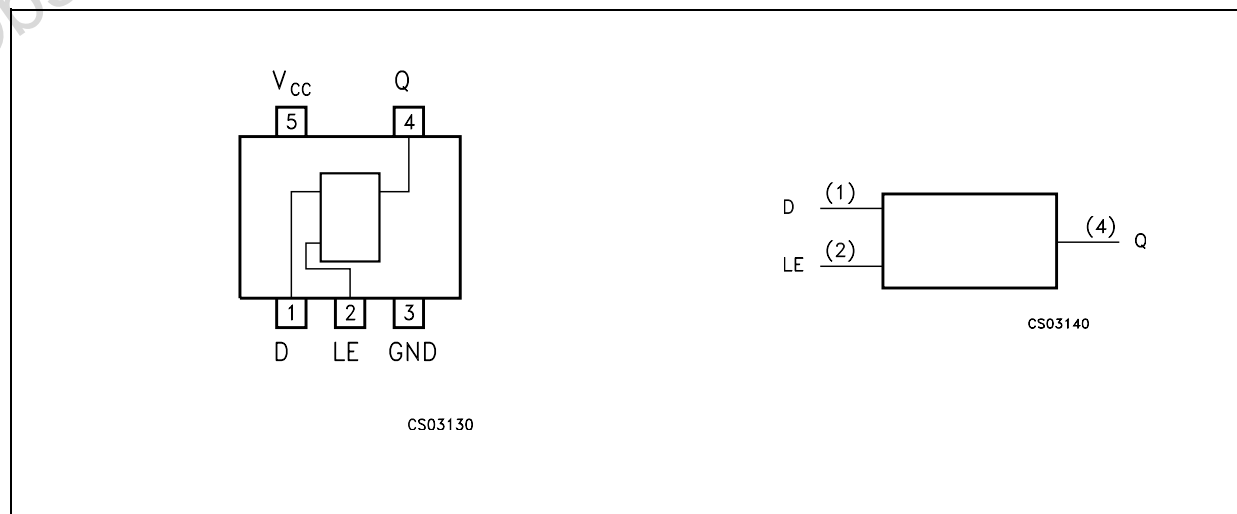 V CC Q
5 4
1 2 3
D LE GND
CS03130
D (1)
LE (2)
(4) Q
CS03140